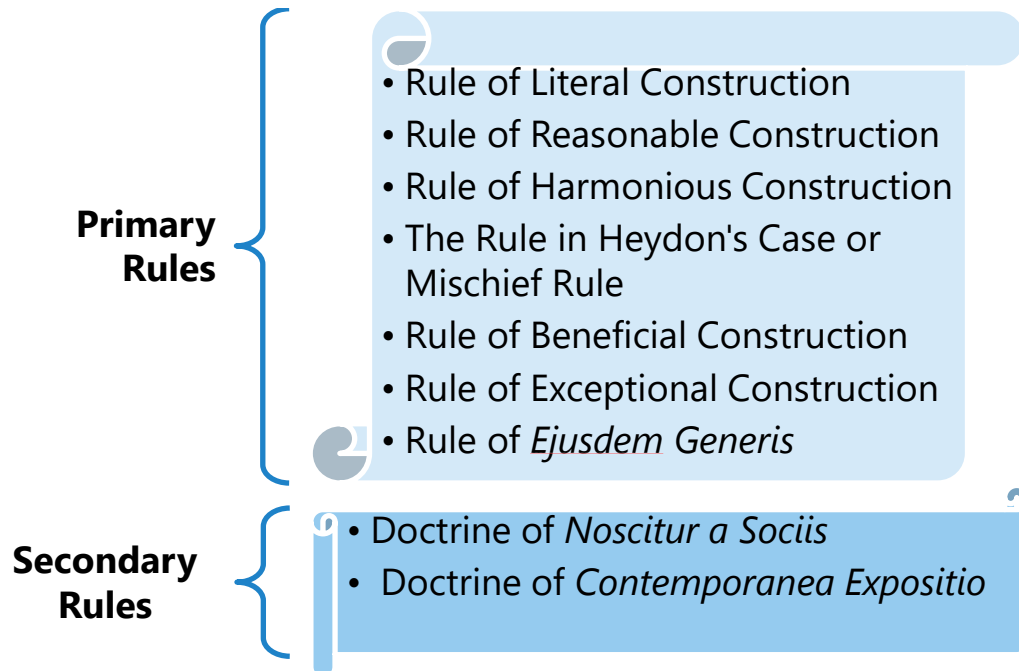 Primary
Rules
• Rule of Literal Construction
• Rule of Reasonable Construction
• Rule of Harmonious Construction
• The Rule in Heydon's Case or
Mischief Rule
• Rule of Beneficial Construction
• Rule of Exceptional Construction
• Rule of Ejusdem Generis
Secondary
Rules
• Doctrine of Noscitur a Sociis
• Doctrine of Contemporanea Expositio